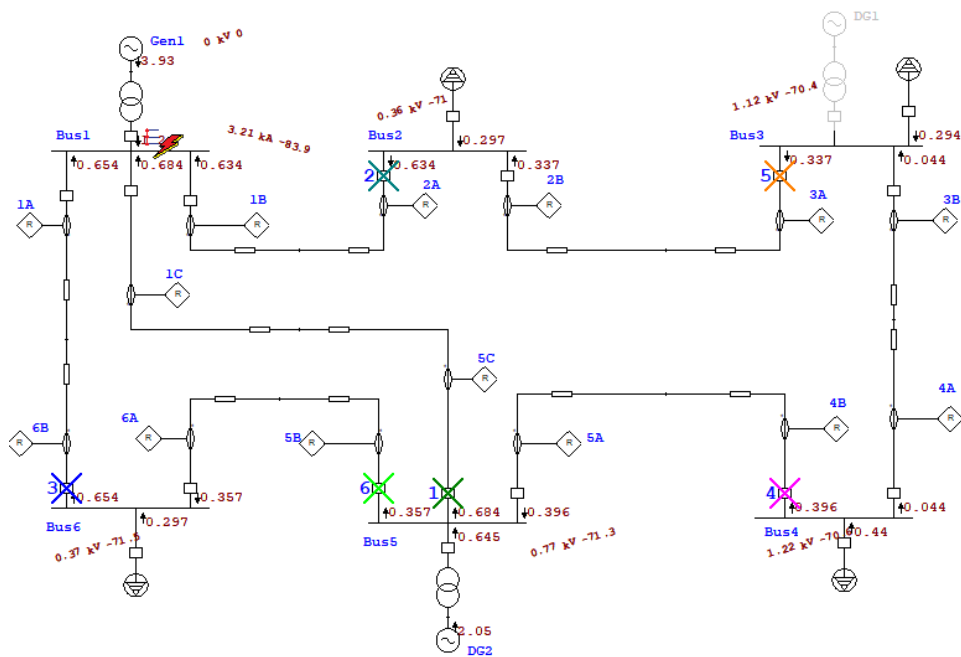 DG1
Gen1
0 kV 0
3.93
1.12 kV -70.4
0.36 kV -71
3.21 kA -83.9
Bus1
Bus2
Bus3
0.297
0.294
0.654
0.684
0.634
0.634
0.337
0.337
0.044
2
5
1A
1B
2A
2B
3A
3B
R
R
R
R
R
R
1C
R
5C
R
6B
6A
5B
5A
4B
4A
R
R
R
R
R
R
3
6
1
4
0.654
0.357
0.357
0.684
0.396
0.396
0.044
Bus6
0.297
Bus5
0.645
Bus4
0.44
0.37 kV -71.5
0.77 kV -71.3
2.05
DG2